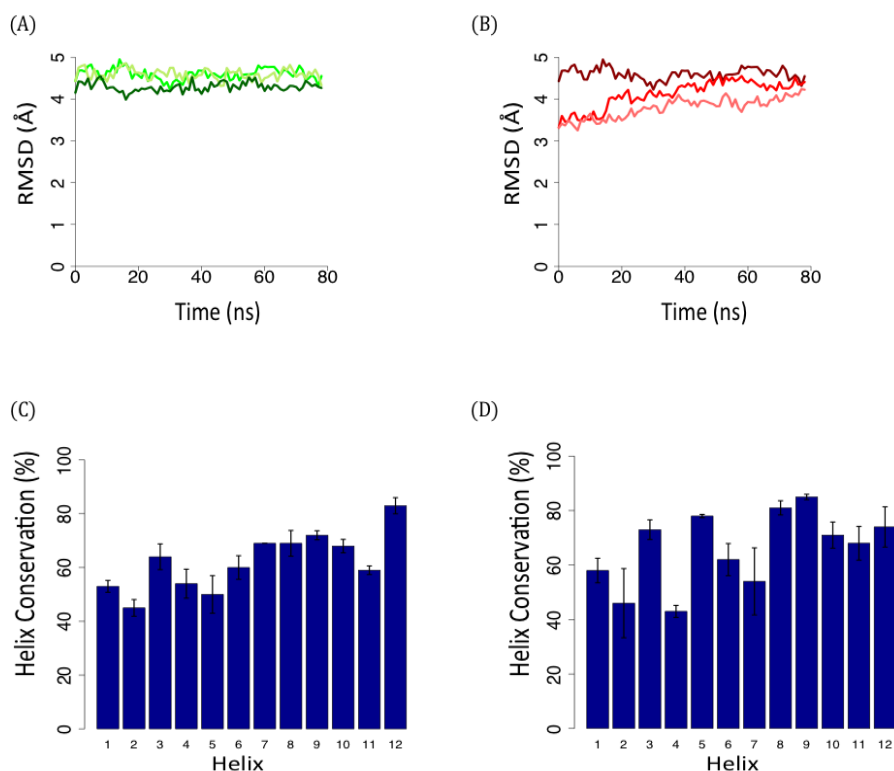 (A)
RMSD (Å)
5
4
3
2
1
0
0 20 40 60 80
Time (ns)
(B)
RMSD (Å)
5
4
3
2
1
0
0 20 40 60 80
Time (ns)
(C)
Helix Conservation (%)
100
80
60
40
20
0
1 2 3 4 5 6 7 8 9 10 11 12
Helix
(D)
Helix Conservation (%)
100
80
60
40
20
0
1 2 3 4 5 6 7 8 9 10 11 12
Helix